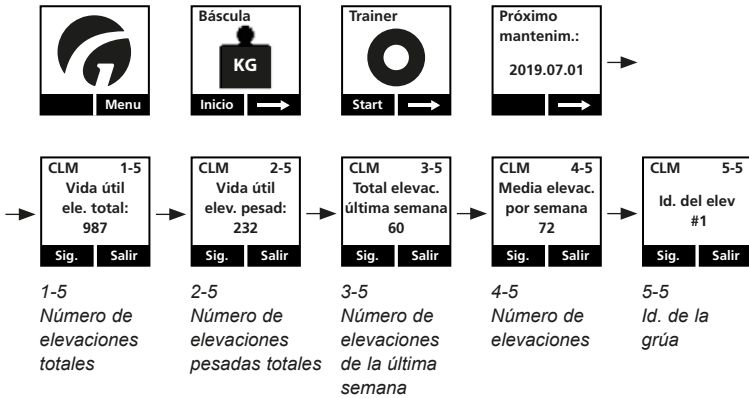 Menu
Báscula
KG
Inicio
Trainer
Start
Próximo
mantenim.:
2019.07.01
CLM 1-5
Vida útil
ele. total:
987
Sig. Salir
CLM 2-5
Vida útil
elev. pesad:
232
Sig. Salir
CLM 3-5
Total elevac.
última semana
60
Sig. Salir
CLM 4-5
Media elevac.
por semana
72
Sig. Salir
CLM 5-5
Id. del elev
#1
Sig. Salir
1-5
Número de
elevaciones
totales
2-5
Número de
elevaciones
pesadas totales
3-5
Número de
elevaciones
de la última
semana
4-5
Número de
elevaciones
5-5
Id. de la
grúa